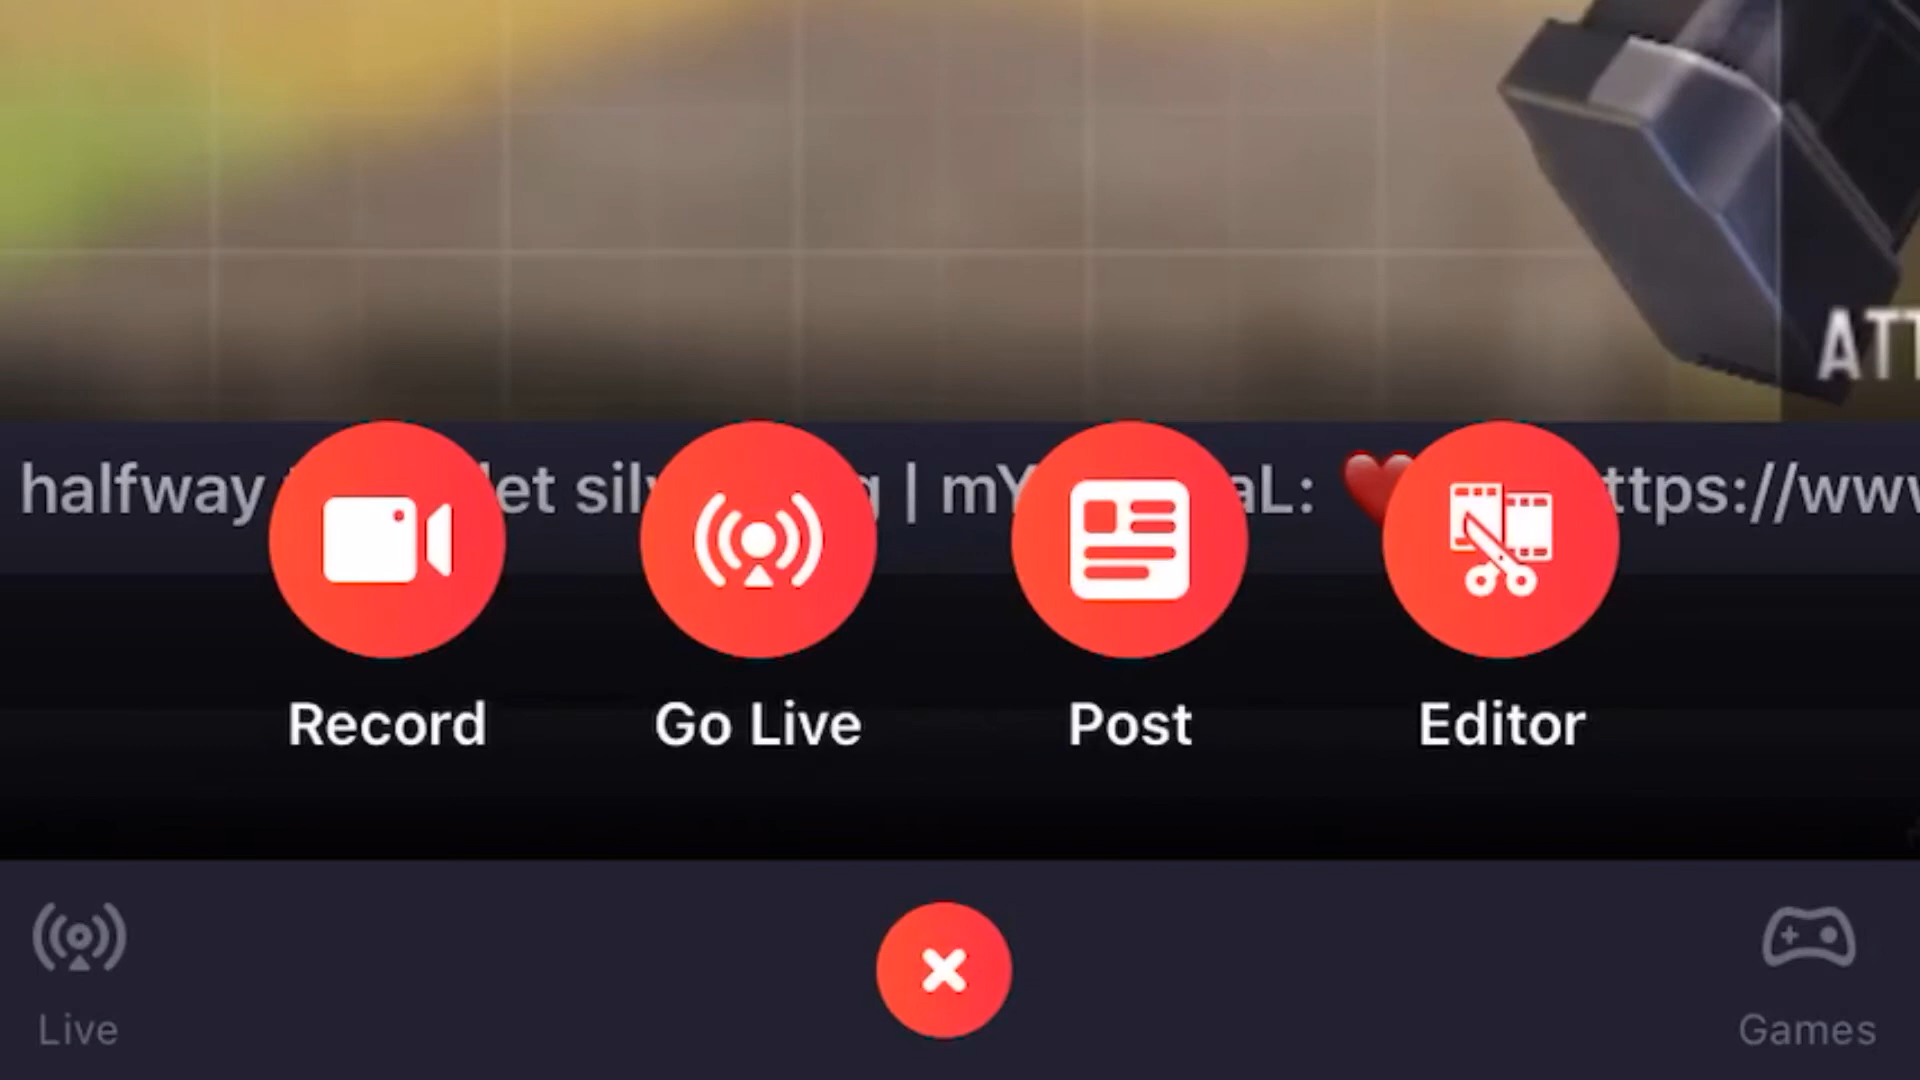 ATT
halfway let sil | mY aL: ❤️ ttps://www
Record Go Live Post Editor
Live Games